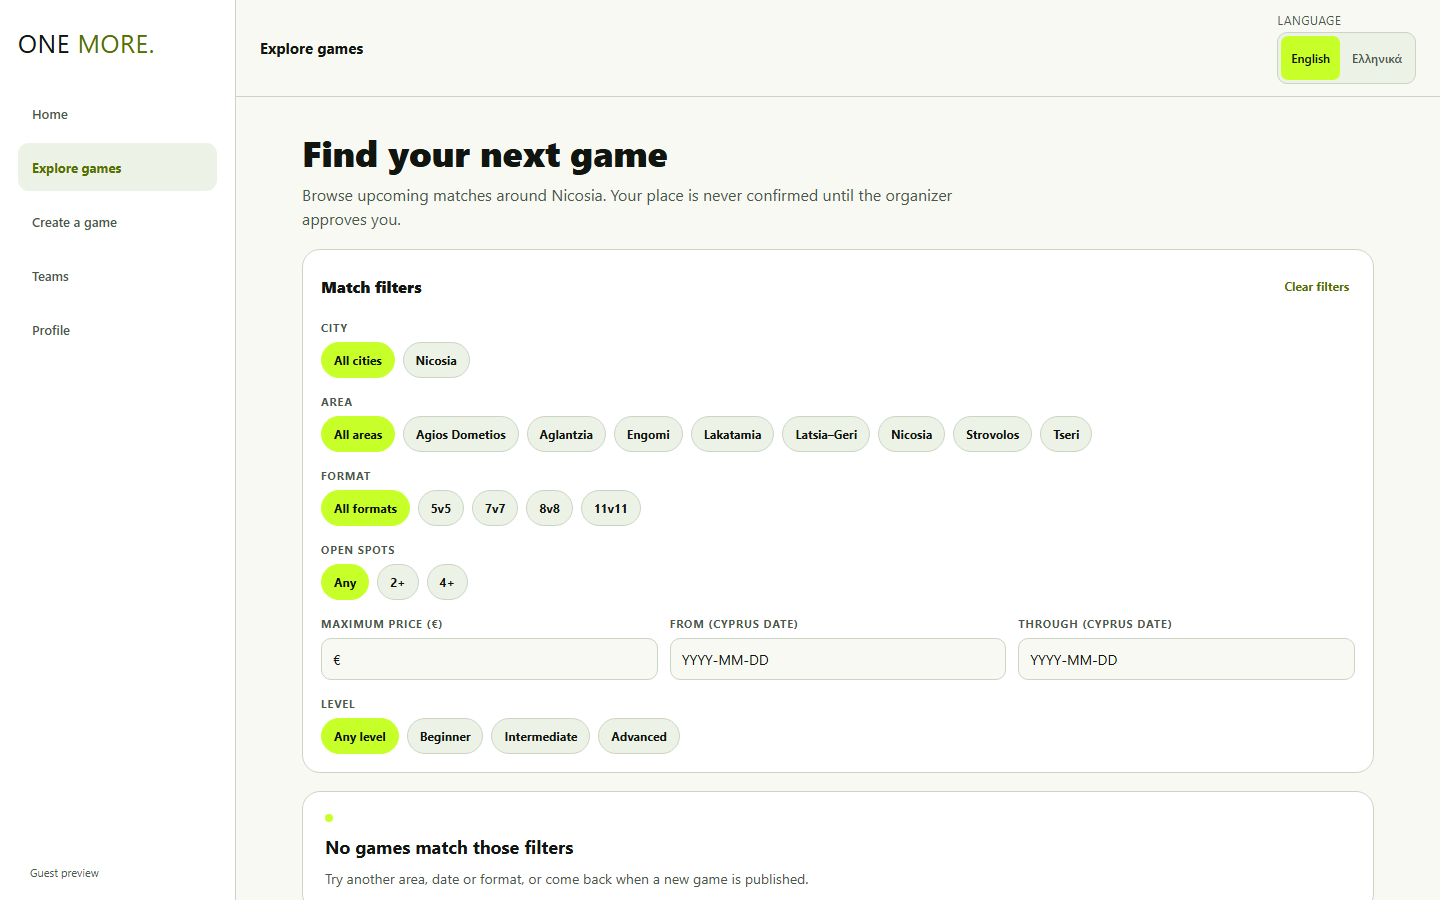 ONE MORE.
Home
Explore games
Create a game
Teams
Profile
Guest preview
Explore games
LANGUAGE
English Ελληνικά
Find your next game
Browse upcoming matches around Nicosia. Your place is never confirmed until the organizer
approves you.
Match filters
Clear filters
CITY
All cities Nicosia
AREA
All areas Agios Dometios Aglantzia Engomi Lakatamia Latsia–Geri Nicosia Strovolos Tseri
FORMAT
All formats 5v5 7v7 8v8 11v11
OPEN SPOTS
Any 2+ 4+
MAXIMUM PRICE (€) FROM (CYPRUS DATE) THROUGH (CYPRUS DATE)
€ YYYY-MM-DD YYYY-MM-DD
LEVEL
Any level Beginner Intermediate Advanced
No games match those filters
Try another area, date or format, or come back when a new game is published.